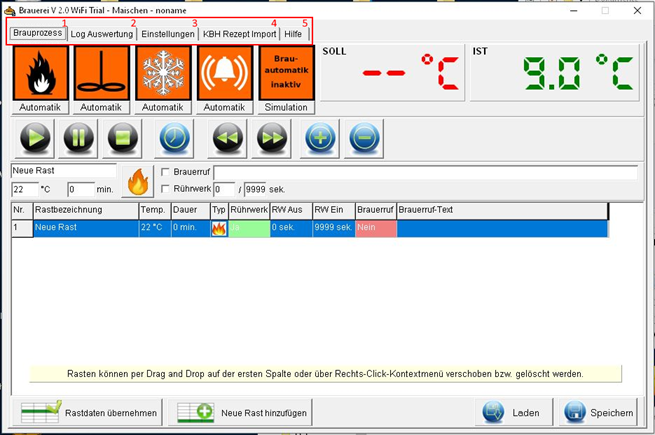 Brauerei V 2.0 WiFi Trial - Maischen - noname
Brauprozess 1 Log Auswertung 2 Einstellungen 3 KBH Rezept Import 4 Hilfe 5
Brau-
automatik
inaktiv
Automatik Automatik Automatik Automatik Simulation
SOLL
-- °C
IST
9.0 °C
Neue Rast
22 °C 0 min.
Brauerruf
Rührwerk 0 / 9999 sek.
Nr. Rastbezeichnung Temp. Dauer Typ Rührwerk RW Aus RW Ein Brauerruf Brauerruf-Text
1 Neue Rast 22 °C 0 min. Ja 0 sek. 9999 sek. Nein
Rasten können per Drag and Drop auf der ersten Spalte oder über Rechts-Click-Kontextmenü verschoben bzw. gelöscht werden.
Rastdaten übernehmen Neue Rast hinzufügen Laden Speichern